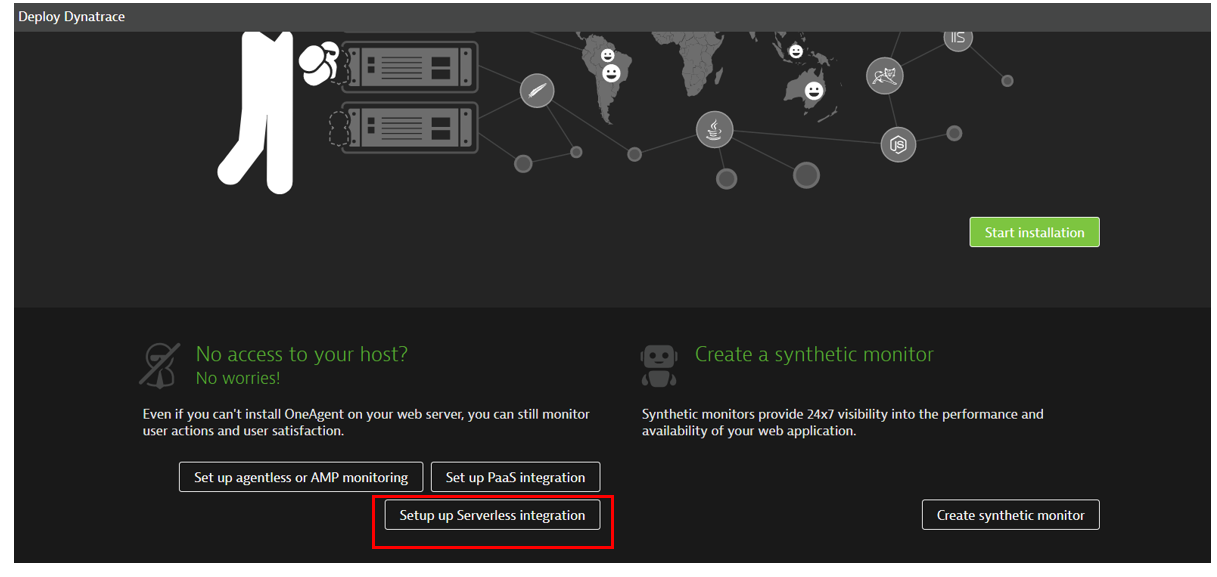 Deploy Dynatrace
IIS
JS
Start installation
No access to your host?
No worries!
Even if you can't install OneAgent on your web server, you can still monitor
user actions and user satisfaction.
Set up agentless or AMP monitoring
Set up PaaS integration
Setup up Serverless integration
Create a synthetic monitor
Synthetic monitors provide 24x7 visibility into the performance and
availability of your web application.
Create synthetic monitor